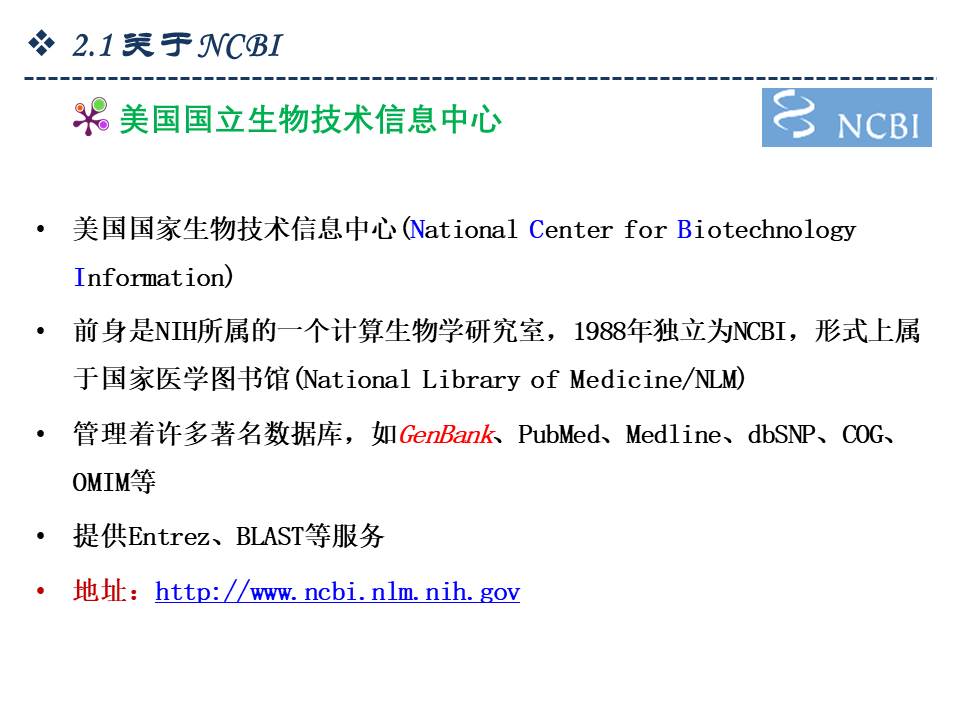 ❖ 2.1关于NCBI
美国国立生物技术信息中心
NCBI
• 美国国家生物技术信息中心(National Center for Biotechnology
Information)
• 前身是NIH所属的一个计算生物学研究室，1988年独立为NCBI，形式上属
于国家医学图书馆(National Library of Medicine/NLM)
• 管理着许多著名数据库，如GenBank、PubMed、Medline、dbSNP、COG、
OMIM等
• 提供Entrez、BLAST等服务
• 地址：http://www.ncbi.nlm.nih.gov